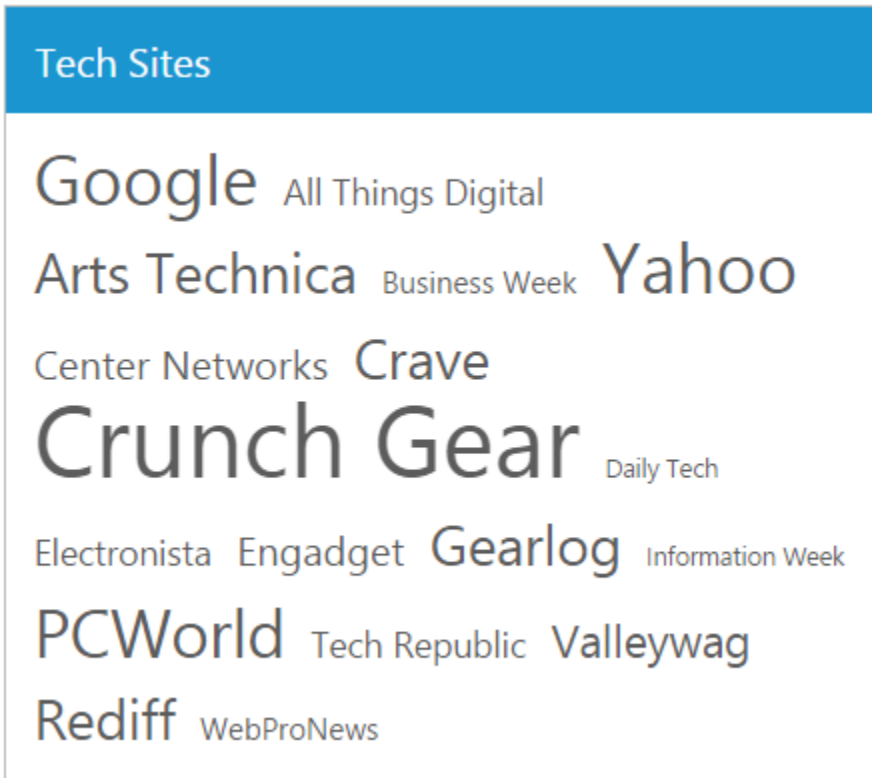 Tech Sites
Google All Things Digital
Arts Technica Business Week Yahoo
Center Networks Crave
Crunch Gear Daily Tech
Electronista Engadget Gearlog Information Week
PCWorld Tech Republic Valleywag
Rediff WebProNews